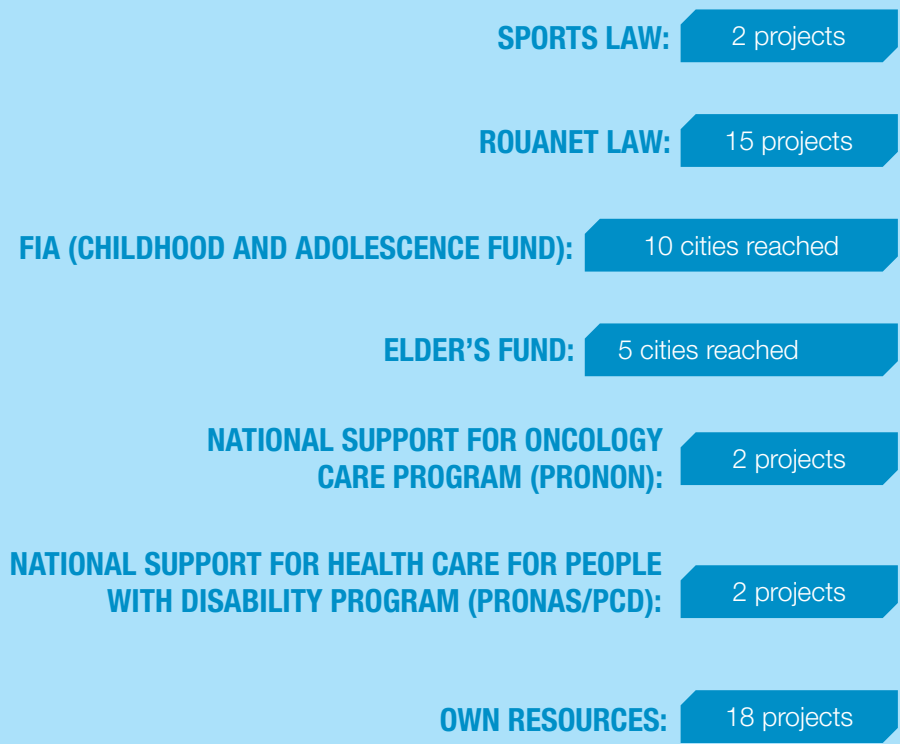 SPORTS LAW: 2 projects
ROUANET LAW: 15 projects
FIA (CHILDHOOD AND ADOLESCENCE FUND): 10 cities reached
ELDER’S FUND: 5 cities reached
NATIONAL SUPPORT FOR ONCOLOGY
CARE PROGRAM (PRONON): 2 projects
NATIONAL SUPPORT FOR HEALTH CARE FOR PEOPLE
WITH DISABILITY PROGRAM (PRONAS/PCD): 2 projects
OWN RESOURCES: 18 projects